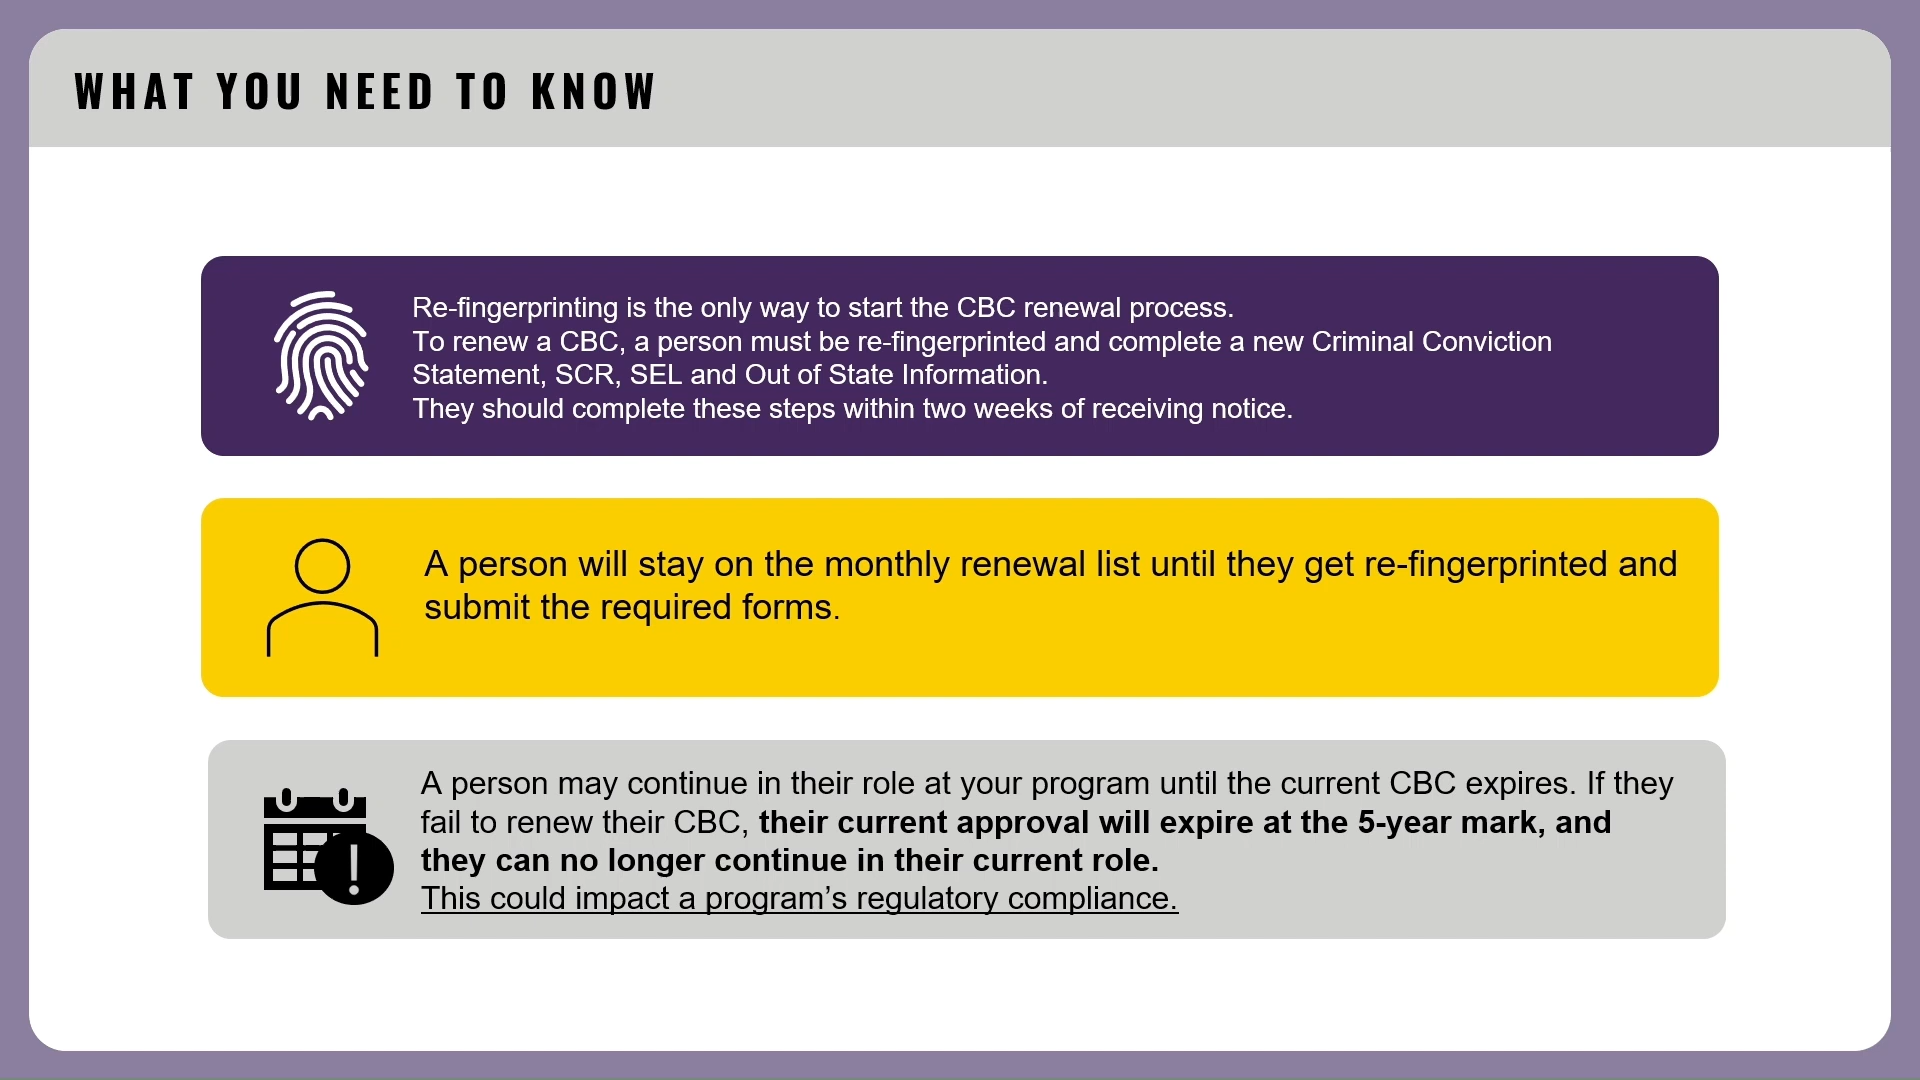 WHAT YOU NEED TO KNOW
Re-fingerprinting is the only way to start the CBC renewal process.
To renew a CBC, a person must be re-fingerprinted and complete a new Criminal Conviction
Statement, SCR, SEL and Out of State Information.
They should complete these steps within two weeks of receiving notice.
A person will stay on the monthly renewal list until they get re-fingerprinted and
submit the required forms.
A person may continue in their role at your program until the current CBC expires. If they
fail to renew their CBC, their current approval will expire at the 5-year mark, and
they can no longer continue in their current role.
This could impact a program’s regulatory compliance.